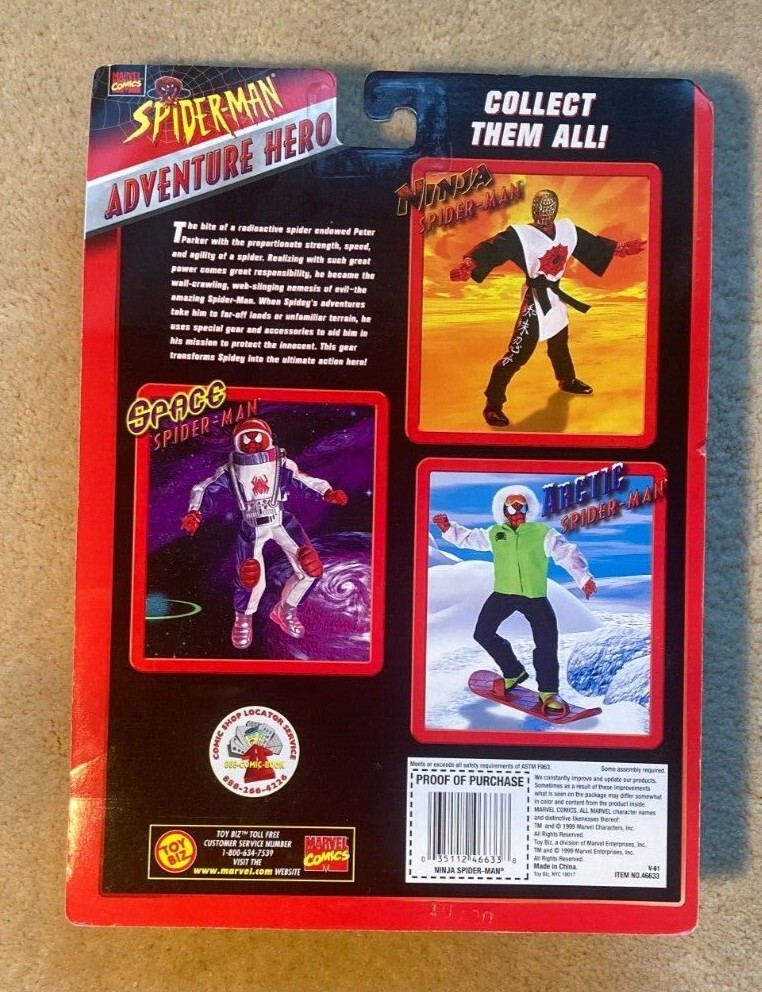 MARVEL
COMICS
SPIDER-MAN
ADVENTURE HERO
COLLECT
THEM ALL!
The bite of a radioactive spider endowed Peter
Parker with the proportionate strength, speed,
and agility of a spider. Realizing with such great
power comes great responsibility, he became the
wall-crawling, web-slinging nemesis of evil-the
amazing Spider-Man. When Spidey's adventures
take him to far-off lands or unfamiliar terrain, he
uses special gear and accessories to aid him in
his mission to protect the innocent. This gear
transforms Spidey into the ultimate action hero!
NINJA
SPIDER-MAN
SPACE
SPIDER-MAN
ARCTIC
SPIDER-MAN
COMIC SHOP LOCATOR SERVICE
888-COMIC-BOOK
888-266-4226
TOY
BIZ
TOY BIZ™ TOLL FREE
CUSTOMER SERVICE NUMBER
1-800-634-7539
VISIT THE
www.marvel.com WEBSITE
MARVEL
COMICS
Meets or exceeds all safety requirements of ASTM F963.
Some assembly required.
PROOF OF PURCHASE
0 35112 46633 8
NINJA SPIDER-MAN®
We constantly improve and update our products.
Sometimes as a result of these improvements
what is seen on the package may differ somewhat
in color and content from the product inside.
MARVEL COMICS, ALL MARVEL character names
and distinctive likenesses thereof:
TM and © 1999 Marvel Characters, Inc.
All Rights Reserved.
Toy Biz, a division of Marvel Enterprises, Inc.
TM and © 1999 Marvel Enterprises, Inc.
All Rights Reserved.
Made in China.
Toy Biz, NYC 10017
V-01
ITEM NO.46633